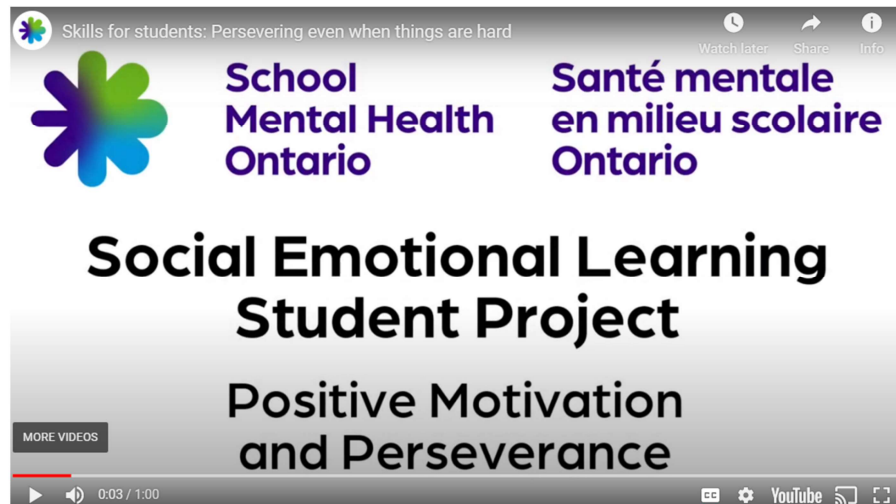 Skills for students: Persevering even when things are hard
Watch later
Share
Info
School
Mental Health
Ontario
Santé mentale
en milieu scolaire
Ontario
Social Emotional Learning
Student Project
Positive Motivation
and Perseverance
MORE VIDEOS
0:03 / 1:00
CC
YouTube